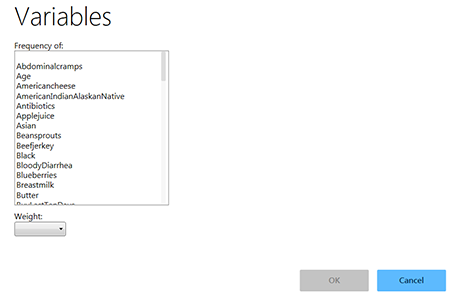 Variables
Frequency of:
Abdominalcramps
Age
Americancheese
AmericanIndianAlaskanNative
Antibiotics
Applejuice
Asian
Beansprouts
Beefjerkey
Black
BloodyDiarrhea
Blueberries
Breastmilk
Butter
Weight:
OK Cancel